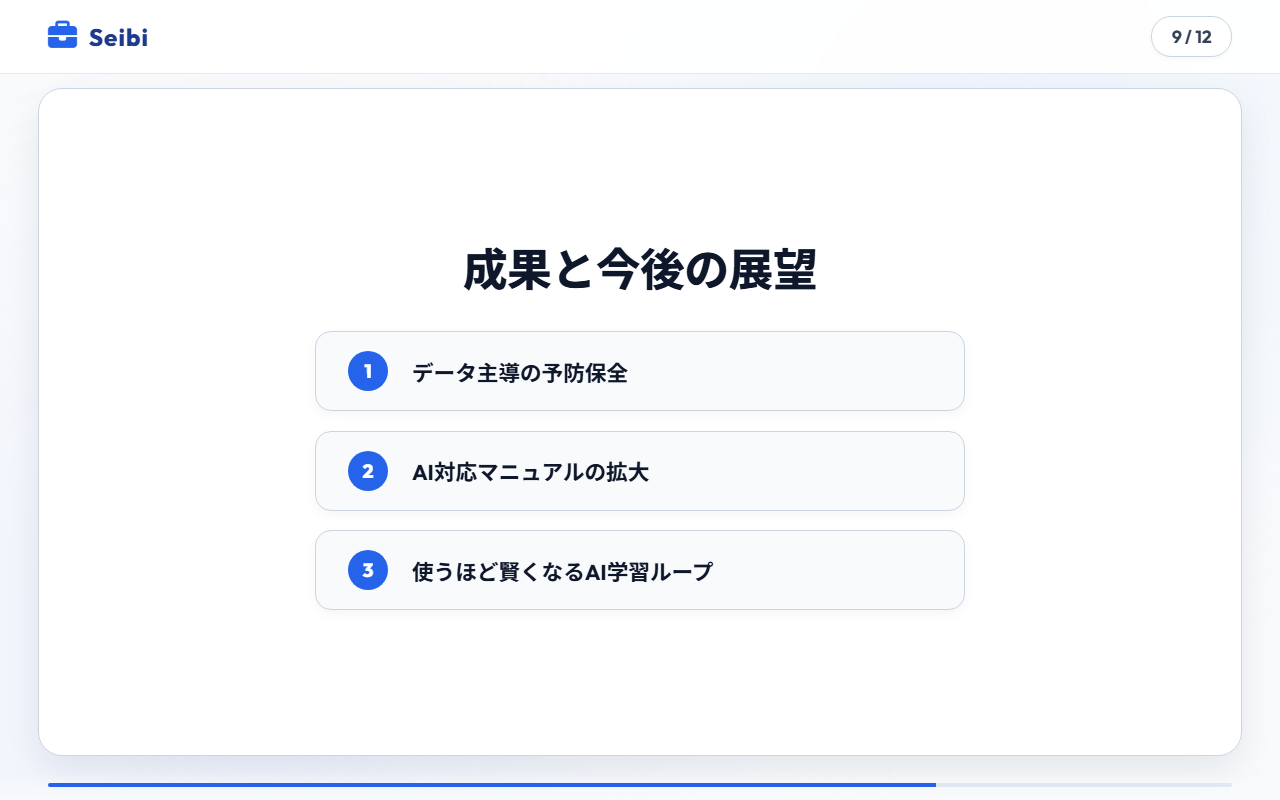 Seibi
9 / 12
成果と今後の展望
1 データ主導の予防保全
2 AI対応マニュアルの拡大
3 使うほど賢くなるAI学習ループ